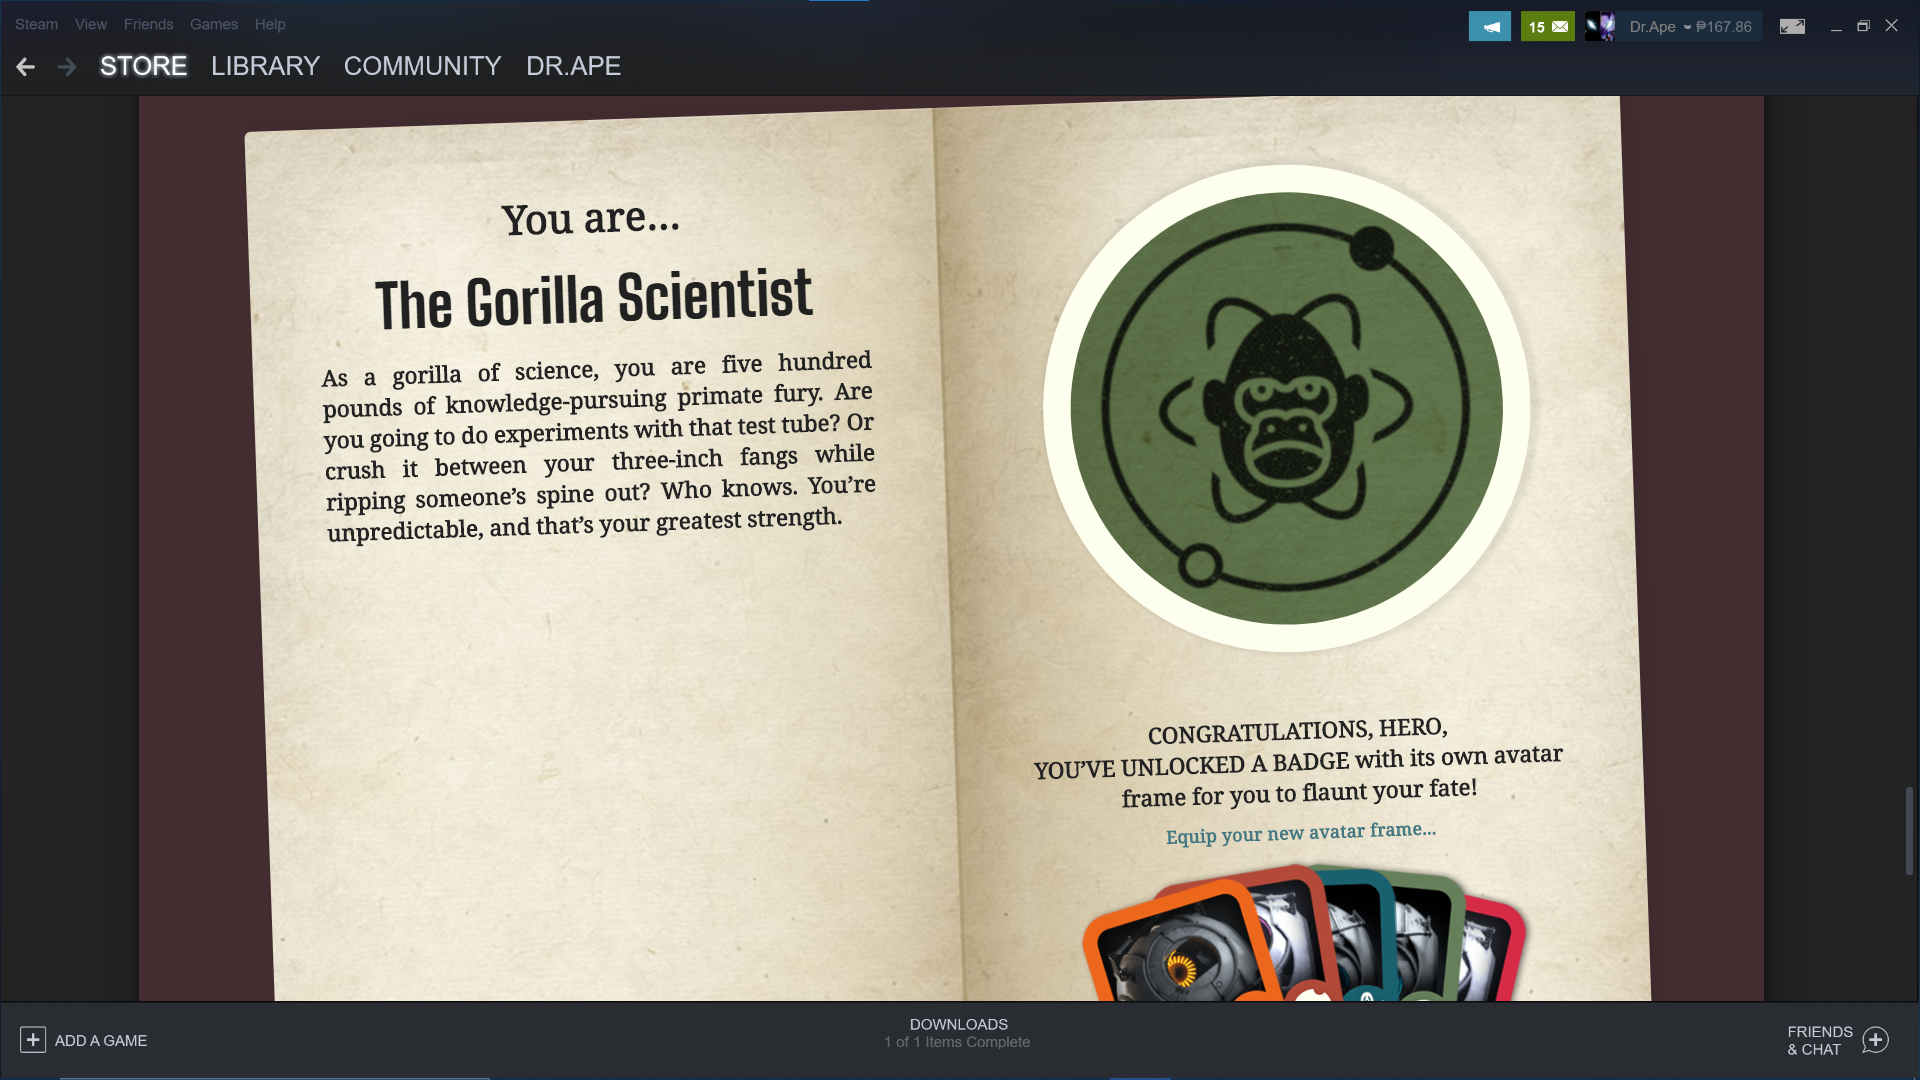 Steam View Friends Games Help
15 Dr.Ape ₱167.86
STORE LIBRARY COMMUNITY DR.APE
You are...
The Gorilla Scientist
As a gorilla of science, you are five hundred
pounds of knowledge-pursuing primate fury. Are
you going to do experiments with that test tube? Or
crush it between your three-inch fangs while
ripping someone's spine out? Who knows. You're
unpredictable, and that's your greatest strength.
CONGRATULATIONS, HERO,
YOU'VE UNLOCKED A BADGE with its own avatar
frame for you to flaunt your fate!
Equip your new avatar frame...
ADD A GAME
DOWNLOADS
1 of 1 Items Complete
FRIENDS
& CHAT